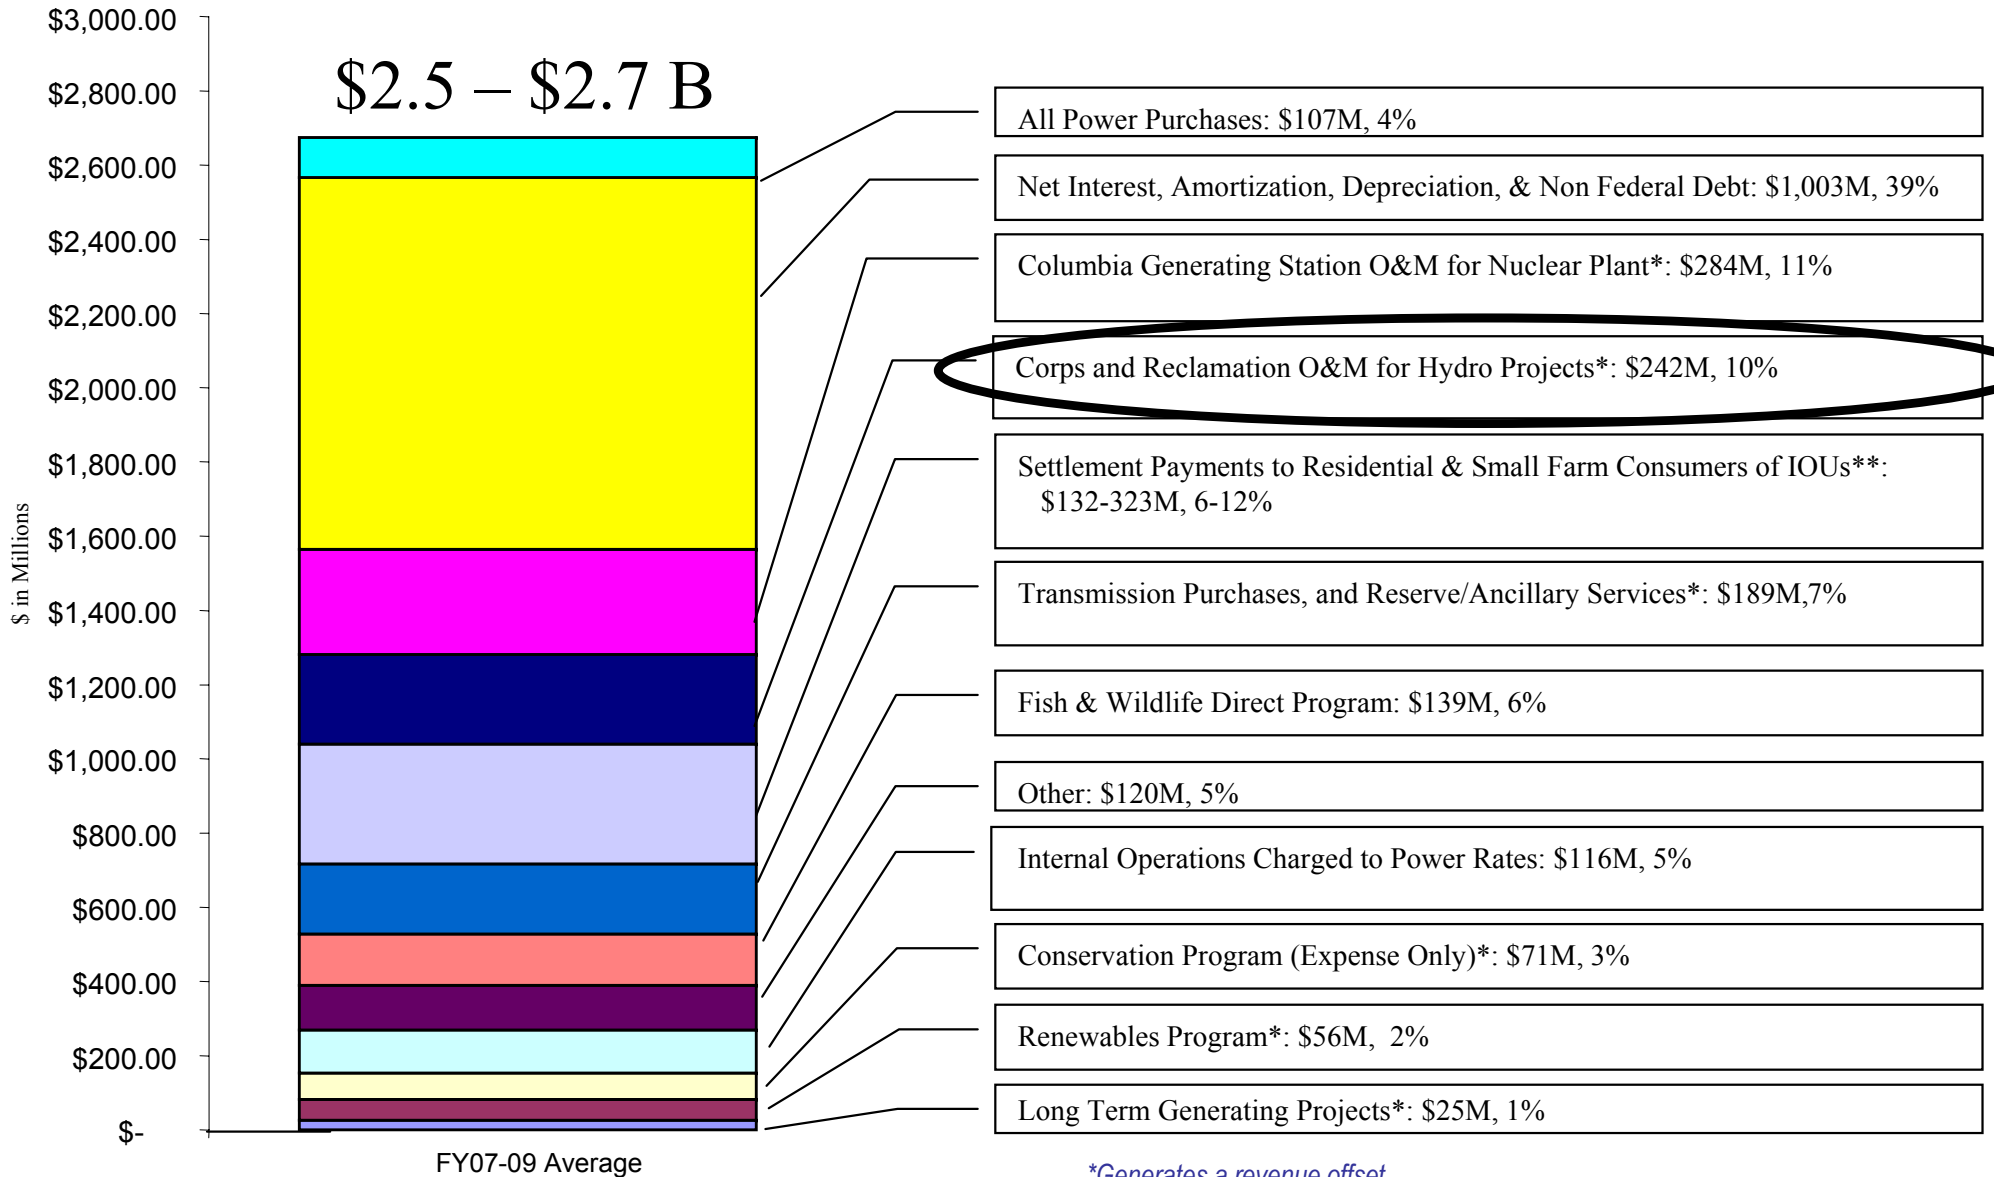 $3,000.00
$2,800.00
$2,600.00
$2,400.00
$2,200.00
$2,000.00
$1,800.00
$1,600.00
$1,400.00
$1,200.00
$1,000.00
$800.00
$600.00
$400.00
$200.00
$-
$ in Millions
$2.5 – $2.7 B
FY07-09 Average
All Power Purchases: $107M, 4%
Net Interest, Amortization, Depreciation, & Non Federal Debt: $1,003M, 39%
Columbia Generating Station O&M for Nuclear Plant*: $284M, 11%
Corps and Reclamation O&M for Hydro Projects*: $242M, 10%
Settlement Payments to Residential & Small Farm Consumers of IOUs**:
$132-323M, 6-12%
Transmission Purchases, and Reserve/Ancillary Services*: $189M,7%
Fish & Wildlife Direct Program: $139M, 6%
Other: $120M, 5%
Internal Operations Charged to Power Rates: $116M, 5%
Conservation Program (Expense Only)*: $71M, 3%
Renewables Program*: $56M, 2%
Long Term Generating Projects*: $25M, 1%
*Generates a revenue offset